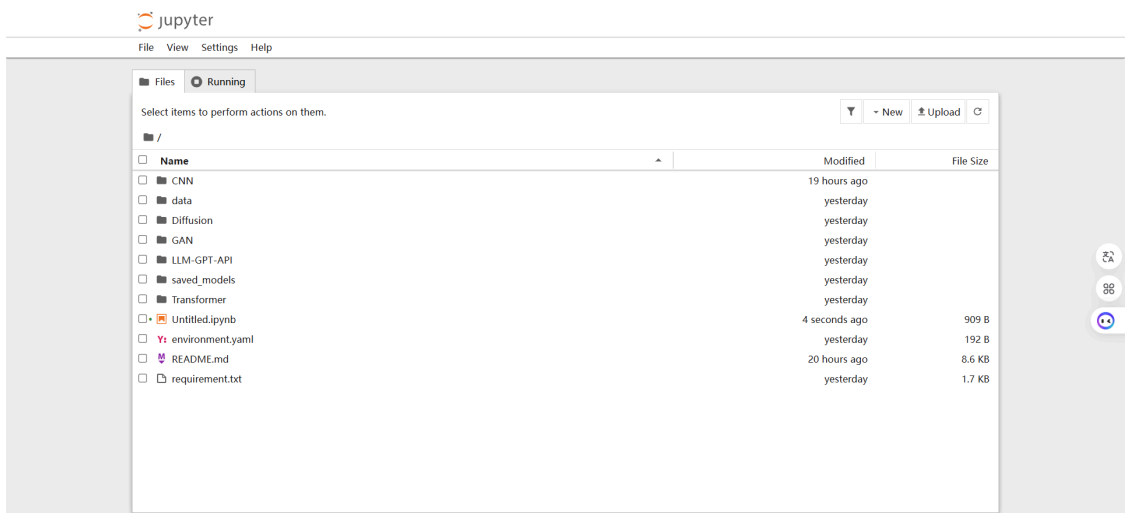 jupyter
File View Settings Help
Files Running
Select items to perform actions on them.
New Upload
/
Name Modified File Size
CNN 19 hours ago
data yesterday
Diffusion yesterday
GAN yesterday
LLM-GPT-API yesterday
saved_models yesterday
Transformer yesterday
Untitled.ipynb 4 seconds ago 909 B
Y: environment.yaml yesterday 192 B
M README.md 20 hours ago 8.6 KB
requirement.txt yesterday 1.7 KB